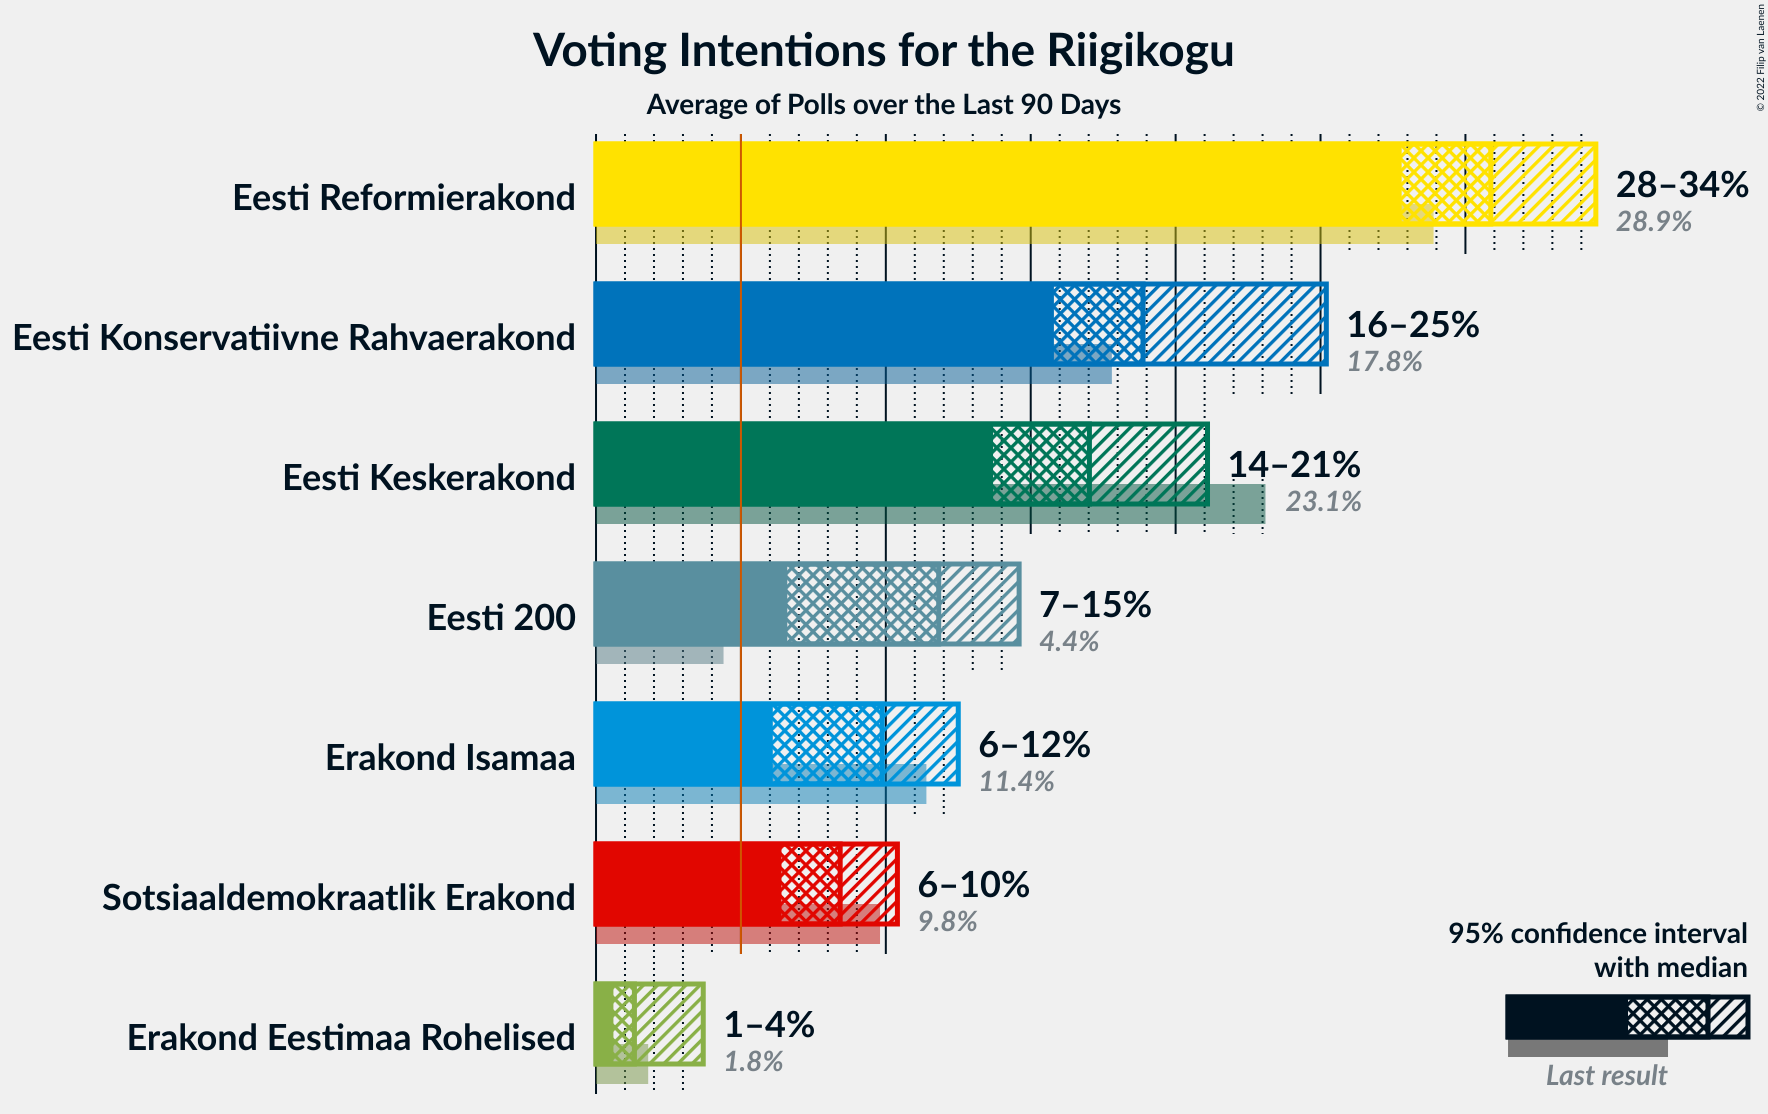 Voting Intentions for the Riigikogu
Average of Polls over the Last 90 Days
© 2022 Filip van Laenen
Eesti Reformierakond
28–34%
28.9%
Eesti Konservatiivne Rahvaerakond
16–25%
17.8%
Eesti Keskerakond
14–21%
23.1%
Eesti 200
7–15%
4.4%
Erakond Isamaa
6–12%
11.4%
Sotsiaaldemokraatlik Erakond
6–10%
9.8%
Erakond Eestimaa Rohelised
1–4%
1.8%
95% confidence interval
with median
Last result